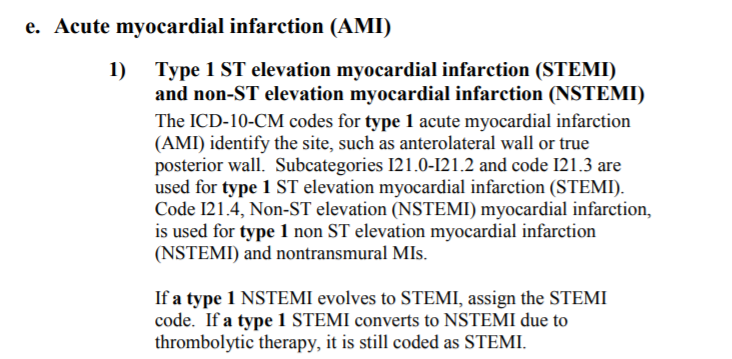 e. Acute myocardial infarction (AMI)
1) Type 1 ST elevation myocardial infarction (STEMI)
and non-ST elevation myocardial infarction (NSTEMI)
The ICD-10-CM codes for type 1 acute myocardial infarction
(AMI) identify the site, such as anterolateral wall or true
posterior wall. Subcategories I21.0-I21.2 and code I21.3 are
used for type 1 ST elevation myocardial infarction (STEMI).
Code I21.4, Non-ST elevation (NSTEMI) myocardial infarction,
is used for type 1 non ST elevation myocardial infarction
(NSTEMI) and nontransmural MIs.
If a type 1 NSTEMI evolves to STEMI, assign the STEMI
code. If a type 1 STEMI converts to NSTEMI due to
thrombolytic therapy, it is still coded as STEMI.